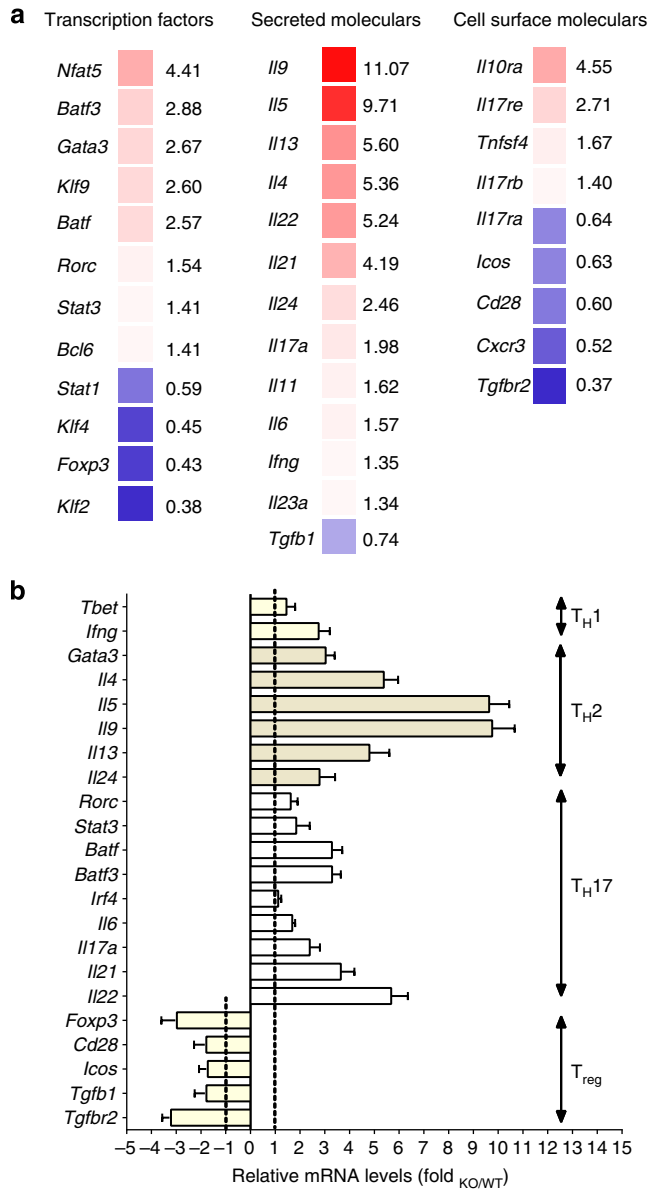 a
Transcription factors
Nfat5 4.41
Batf3 2.88
Gata3 2.67
Klf9 2.60
Batf 2.57
Rorc 1.54
Stat3 1.41
Bcl6 1.41
Stat1 0.59
Klf4 0.45
Foxp3 0.43
Klf2 0.38
Secreted moleculars
Il9 11.07
Il5 9.71
Il13 5.60
Il4 5.36
Il22 5.24
Il21 4.19
Il24 2.46
Il17a 1.98
Il11 1.62
Il6 1.57
Ifng 1.35
Il23a 1.34
Tgfb1 0.74
Cell surface moleculars
Il10ra 4.55
Il17re 2.71
Tnfsf4 1.67
Il17rb 1.40
Il17ra 0.64
Icos 0.63
Cd28 0.60
Cxcr3 0.52
Tgfbr2 0.37
b
Tbet
Ifng
Gata3
Il4
Il5
Il9
Il13
Il24
Rorc
Stat3
Batf
Batf3
Irf4
Il6
Il17a
Il21
Il22
Foxp3
Cd28
Icos
Tgfb1
Tgfbr2
TH1
TH2
TH17
Treg
–5 –4 –3 –2 –1 0 1 2 3 4 5 6 7 8 9 10 11 12 13 14 15
Relative mRNA levels (fold KO/WT)